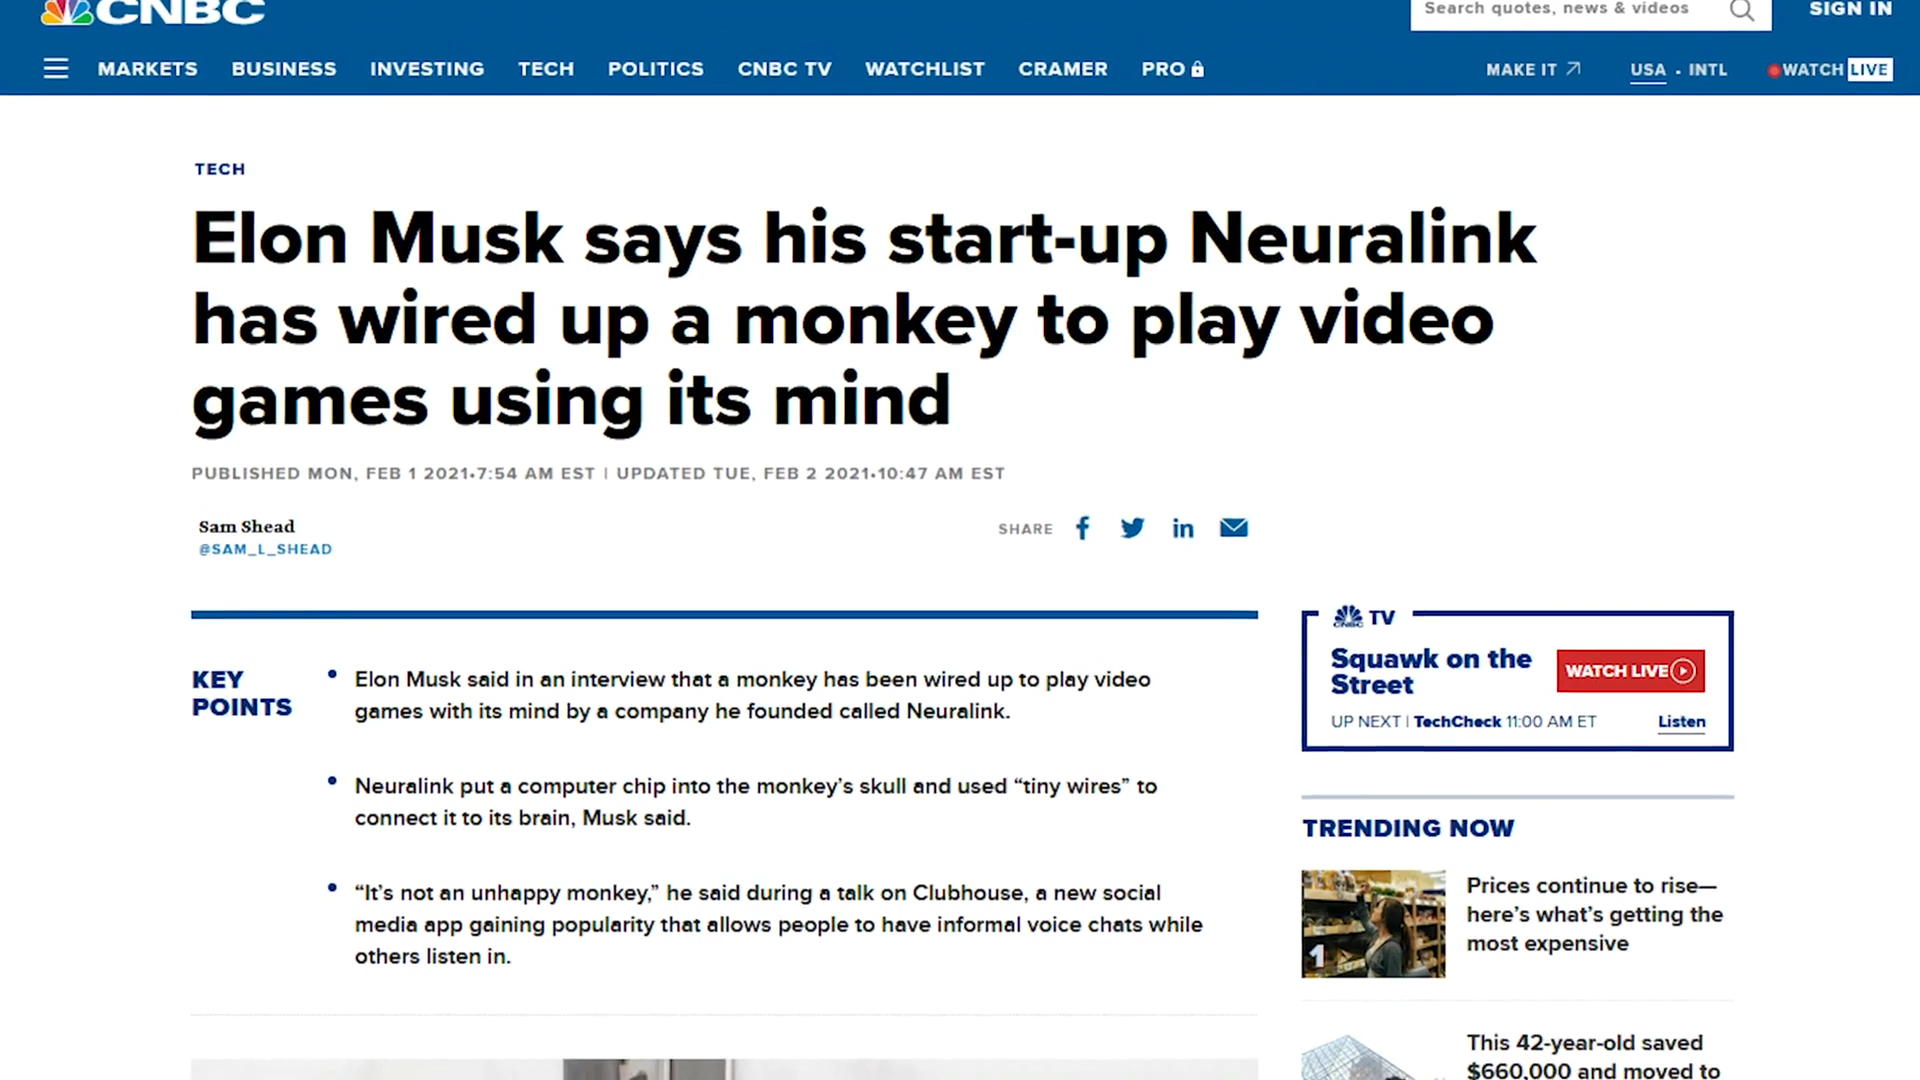 CNBC
Search quotes, news & videos
SIGN IN
MARKETS BUSINESS INVESTING TECH POLITICS CNBC TV WATCHLIST CRAMER PRO
MAKE IT USA • INTL WATCH LIVE
TECH
Elon Musk says his start-up Neuralink
has wired up a monkey to play video
games using its mind
PUBLISHED MON, FEB 1 2021•7:54 AM EST | UPDATED TUE, FEB 2 2021•10:47 AM EST
Sam Shead
@SAM_L_SHEAD
SHARE
KEY
POINTS
• Elon Musk said in an interview that a monkey has been wired up to play video
games with its mind by a company he founded called Neuralink.
• Neuralink put a computer chip into the monkey’s skull and used “tiny wires” to
connect it to its brain, Musk said.
• “It’s not an unhappy monkey,” he said during a talk on Clubhouse, a new social
media app gaining popularity that allows people to have informal voice chats while
others listen in.
CNBC TV
Squawk on the
Street
WATCH LIVE
UP NEXT | TechCheck 11:00 AM ET
Listen
TRENDING NOW
1
Prices continue to rise—
here’s what’s getting the
most expensive
This 42-year-old saved
$660,000 and moved to